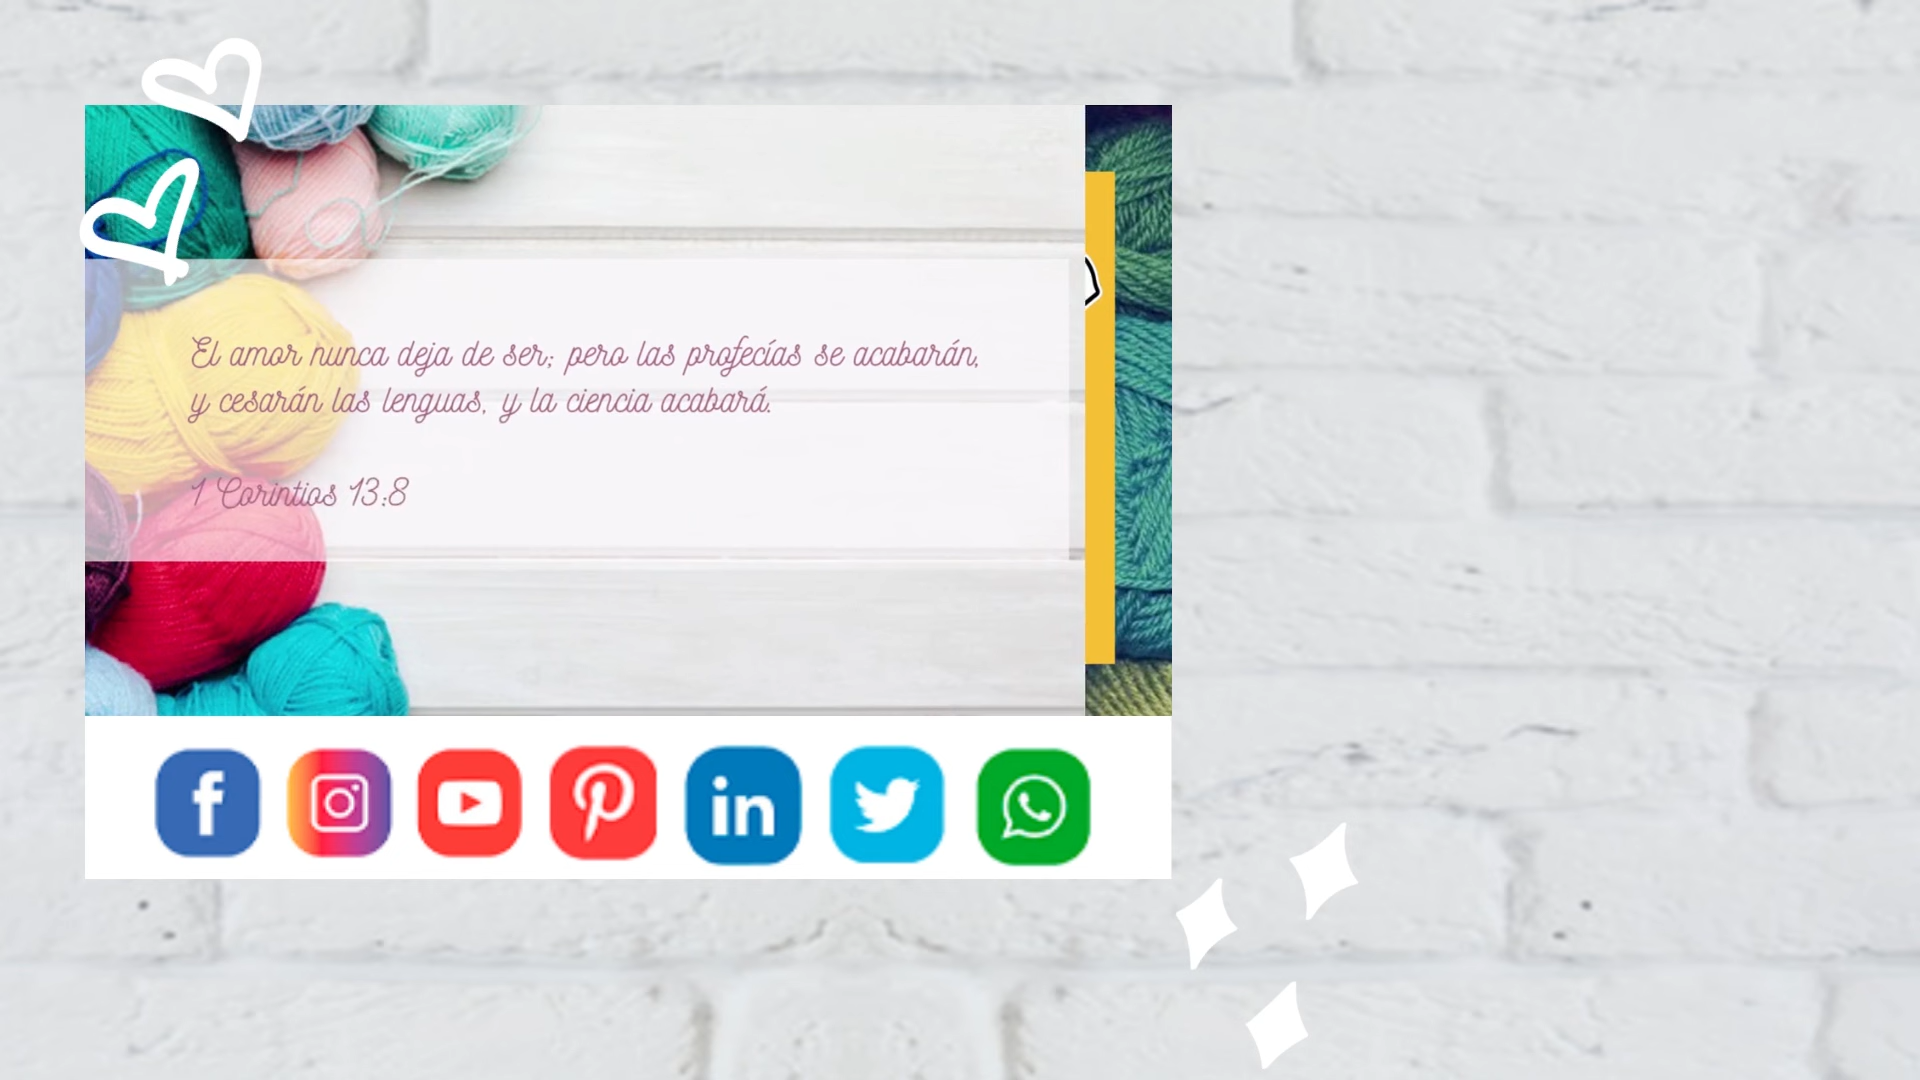 El amor nunca deja de ser; pero las profecías se acabarán,
y cesarán las lenguas, y la ciencia acabará.
1 Corintios 13:8